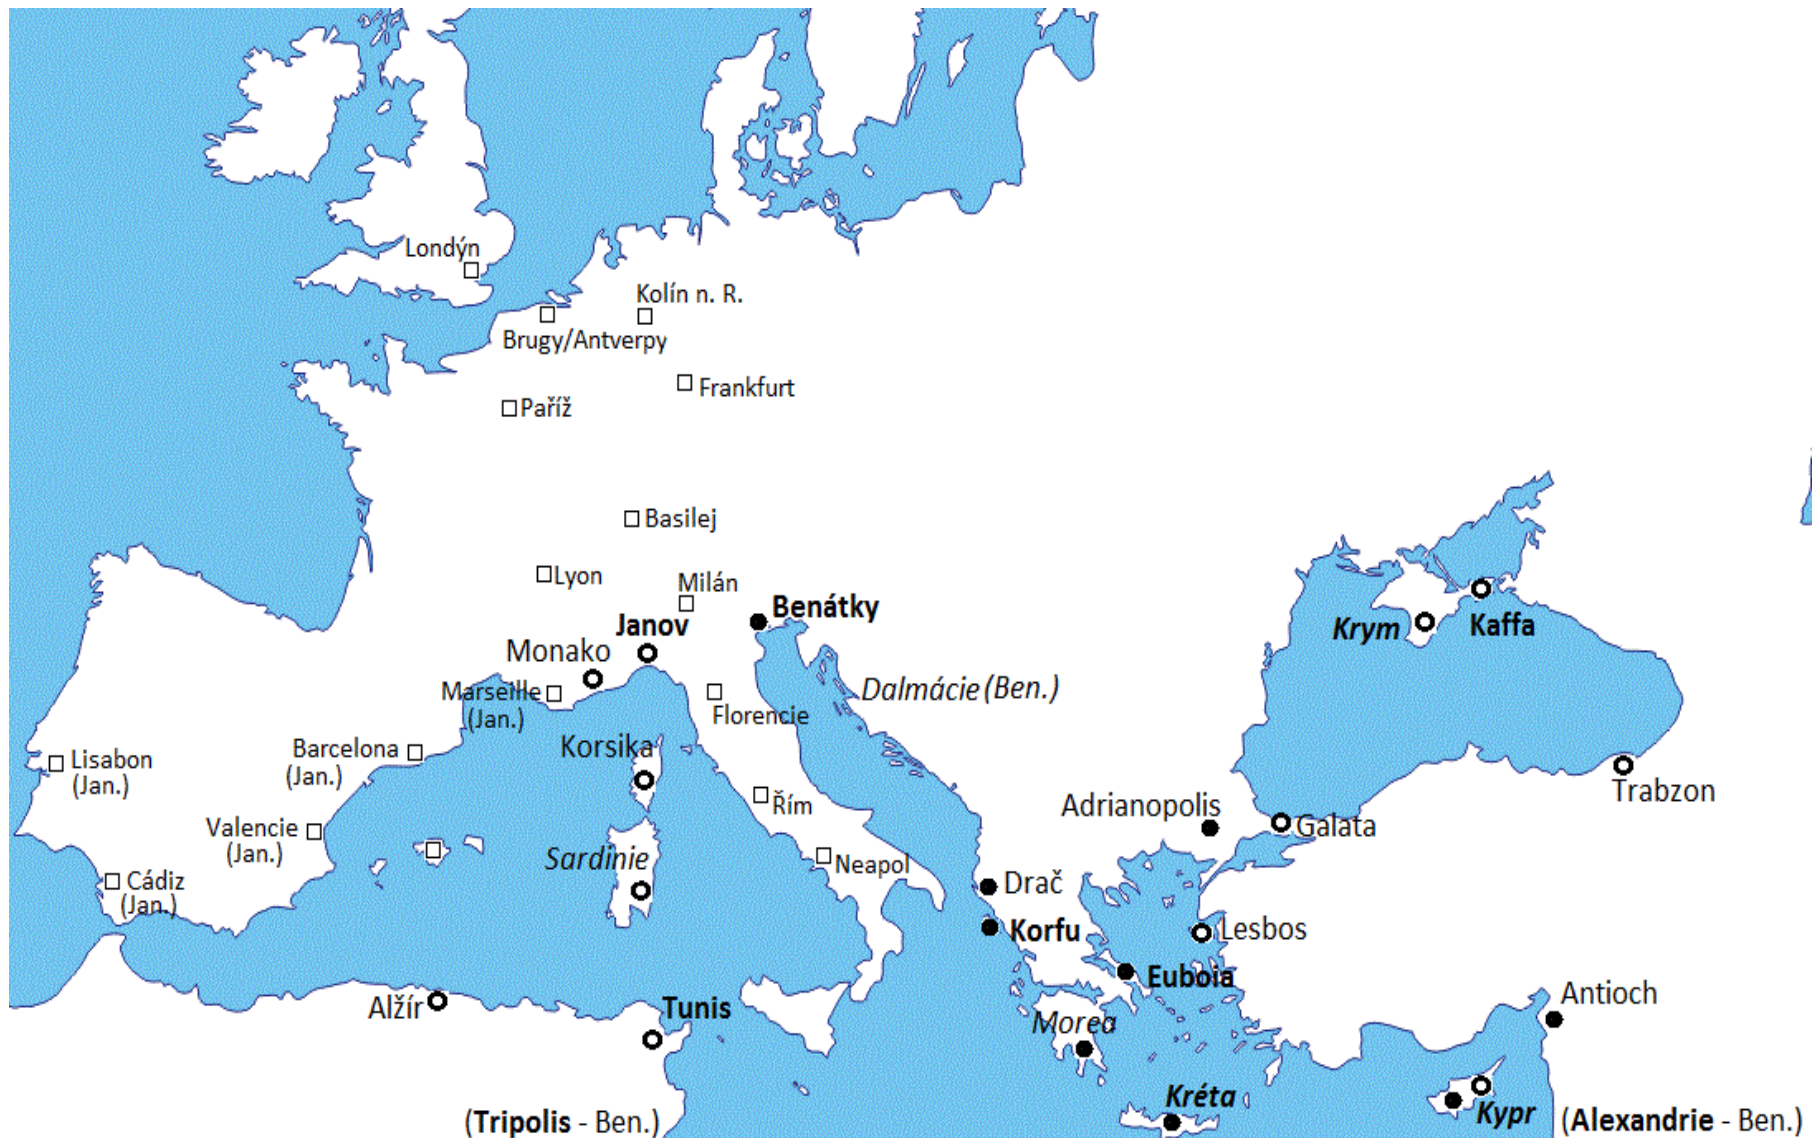 Londýn
Kolín n. R.
Brugy/Antverpy
Frankfurt
Paříž
Basilej
Lyon
Milán
Benátky
Janov
Krym
Kaffa
Monako
Marseille
(Jan.)
Dalmácie (Ben.)
Florencie
Korsika
Barcelona
(Jan.)
Lisabon
(Jan.)
Trabzon
Řím
Adrianopolis
Galata
Valencie
(Jan.)
Sardinie
Neapol
Cádiz
(Jan.)
Drač
Korfu
Lesbos
Euboia
Antioch
Alžír
Tunis
Morea
Kréta
Kypr
(Tripolis - Ben.)
(Alexandrie - Ben.)